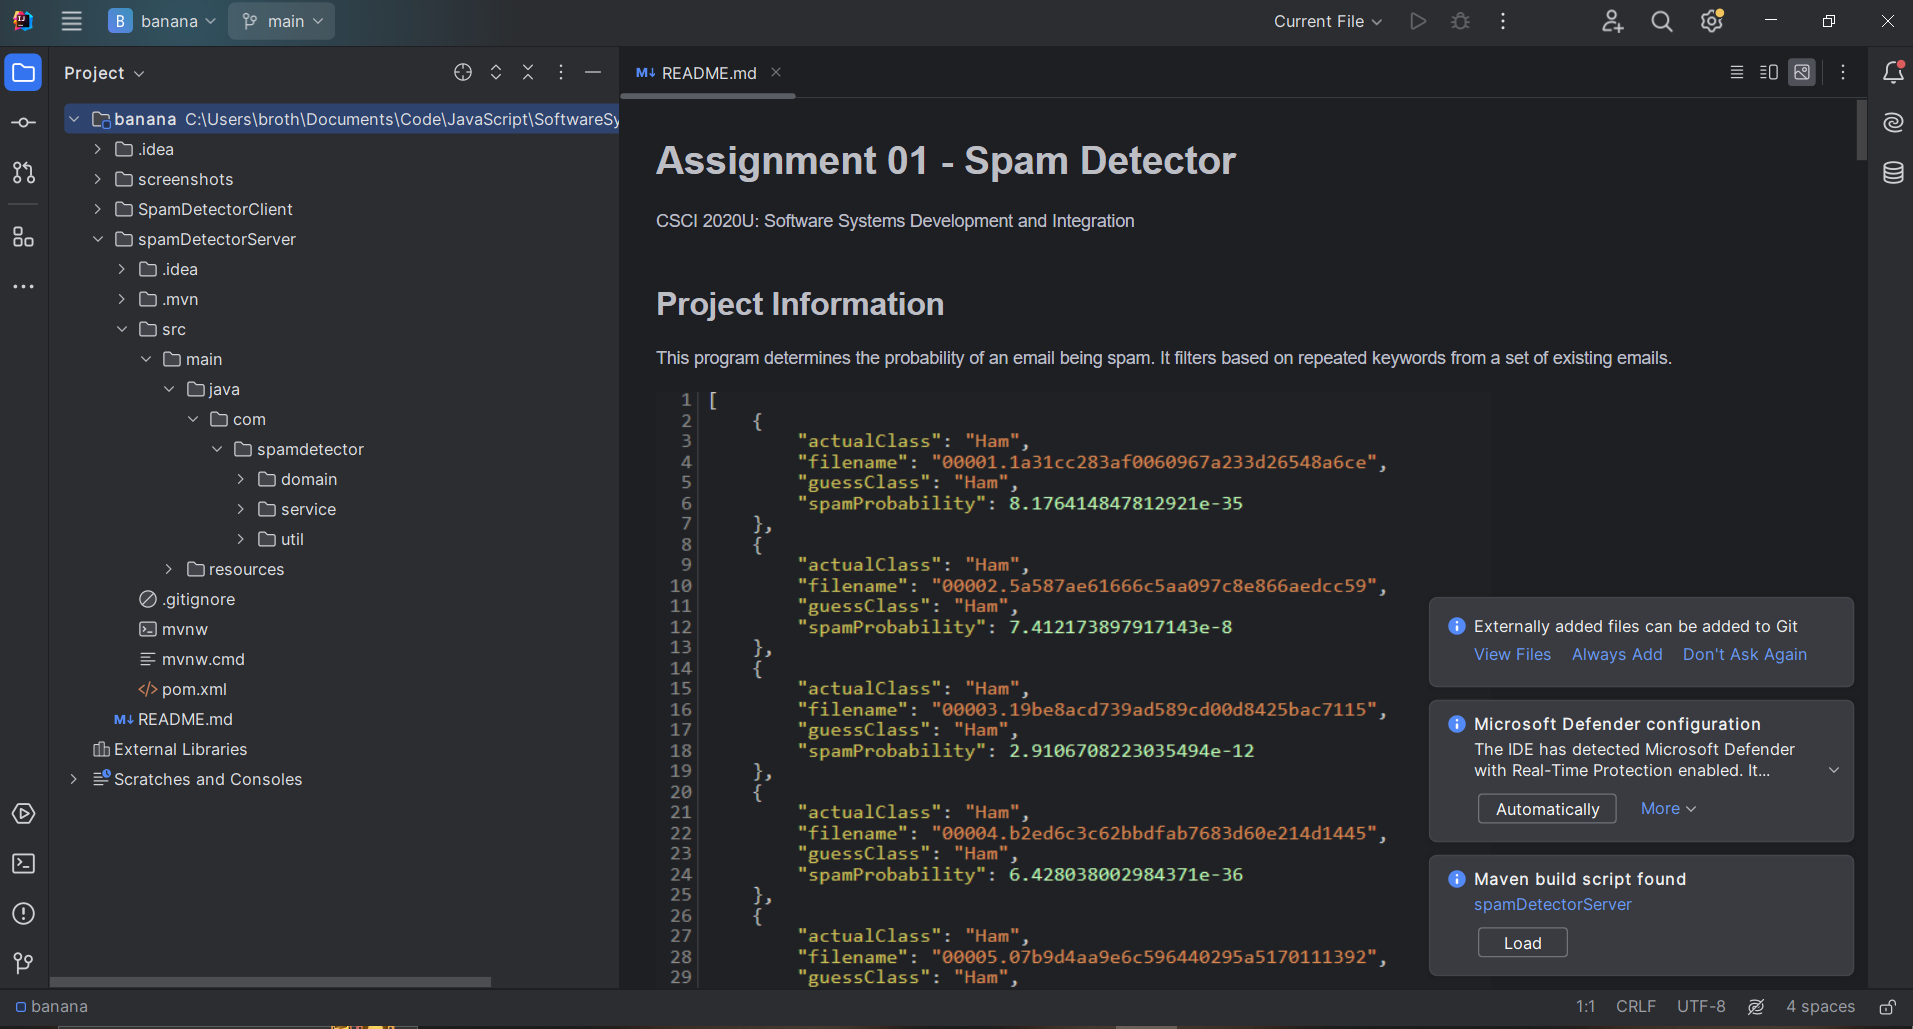 B banana main Current File
Project
README.md
banana C:\Users\broth\Documents\Code\JavaScript\SoftwareSy
.idea
screenshots
SpamDetectorClient
spamDetectorServer
.idea
.mvn
src
main
java
com
spamdetector
domain
service
util
resources
.gitignore
mvnw
mvnw.cmd
pom.xml
M↓ README.md
External Libraries
Scratches and Consoles
Assignment 01 - Spam Detector
CSCI 2020U: Software Systems Development and Integration
Project Information
This program determines the probability of an email being spam. It filters based on repeated keywords from a set of existing emails.
1 [
2 {
3 "actualClass": "Ham",
4 "filename": "00001.1a31cc283af0060967a233d26548a6ce",
5 "guessClass": "Ham",
6 "spamProbability": 8.176414847812921e-35
7 },
8 {
9 "actualClass": "Ham",
10 "filename": "00002.5a587ae61666c5aa097c8e866aedcc59",
11 "guessClass": "Ham",
12 "spamProbability": 7.412173897917143e-8
13 },
14 {
15 "actualClass": "Ham",
16 "filename": "00003.19be8acd739ad589cd00d8425bac7115",
17 "guessClass": "Ham",
18 "spamProbability": 2.9106708223035494e-12
19 },
20 {
21 "actualClass": "Ham",
22 "filename": "00004.b2ed6c3c62bbdfab7683d60e214d1445",
23 "guessClass": "Ham",
24 "spamProbability": 6.428038002984371e-36
25 },
26 {
27 "actualClass": "Ham",
28 "filename": "00005.07b9d4aa9e6c596440295a5170111392",
29 "guessClass": "Ham",
Externally added files can be added to Git
View Files Always Add Don't Ask Again
Microsoft Defender configuration
The IDE has detected Microsoft Defender
with Real-Time Protection enabled. It...
Automatically More
Maven build script found
spamDetectorServer
Load
banana 1:1 CRLF UTF-8 4 spaces